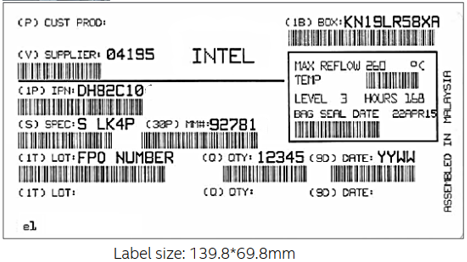 (P) CUST PROD:
(1B) BOX:KN19LR58XA
(V) SUPPLIER: 04195
INTEL
MAX REFLOW 260 °C
TEMP
(1P) IPN:DH82C10
LEVEL 3 HOURS 168
BAG SEAL DATE 22APR15
(S) SPEC:S LK4P (30P) MM#:92781
(1T) LOT:FPO NUMBER (Q) QTY: 12345 (9D) DATE: YYWW
(1T) LOT: (Q) QTY: (9D) DATE:
ASSEMBLED IN MALAYSIA
e1
Label size: 139.8*69.8mm